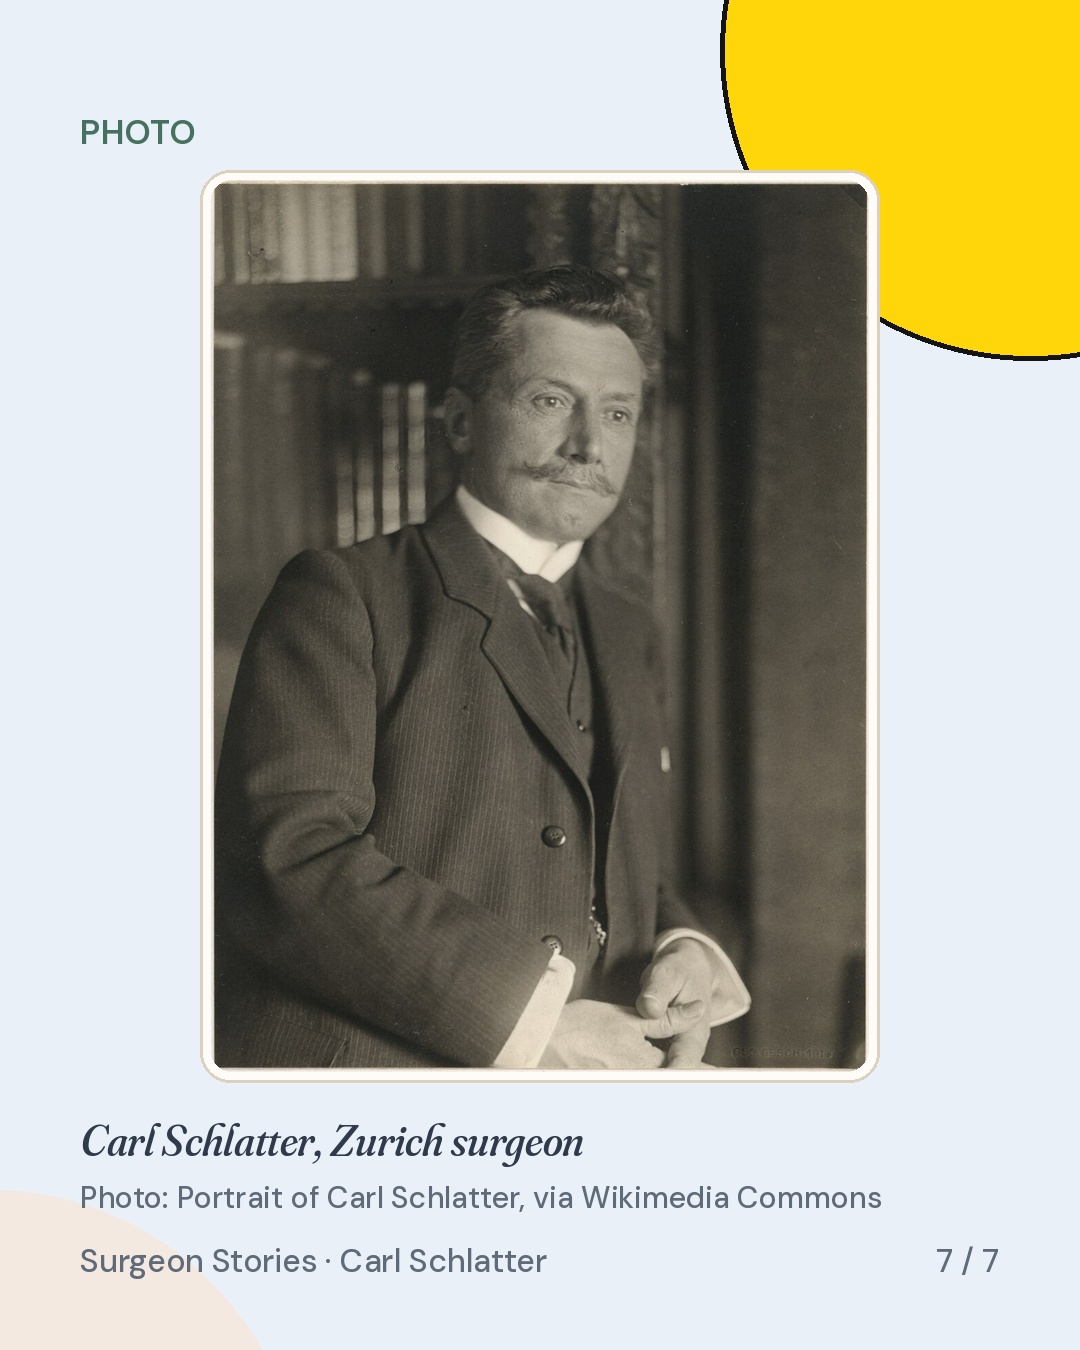 PHOTO
Carl Schlatter, Zurich surgeon
Photo: Portrait of Carl Schlatter, via Wikimedia Commons
Surgeon Stories · Carl Schlatter
7 / 7